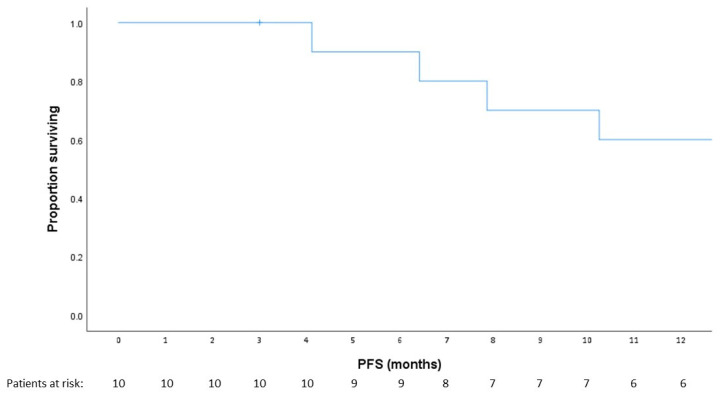 Proportion surviving
1.0
0.8
0.6
0.4
0.2
0.0
0 1 2 3 4 5 6 7 8 9 10 11 12
PFS (months)
Patients at risk: 10 10 10 10 10 9 9 8 7 7 7 6 6